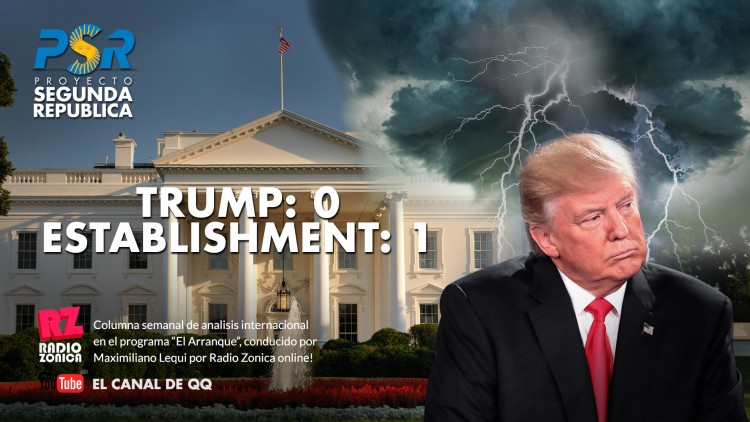 PSR
PROYECTO
SEGUNDA
REPUBLICA
TRUMP: 0
ESTABLISHMENT: 1
RZ
RADIO
ZONICA
Columna semanal de analisis internacional
en el programa "El Arranque", conducido por
Maximiliano Lequi por Radio Zonica online!
YouTube EL CANAL DE QQ